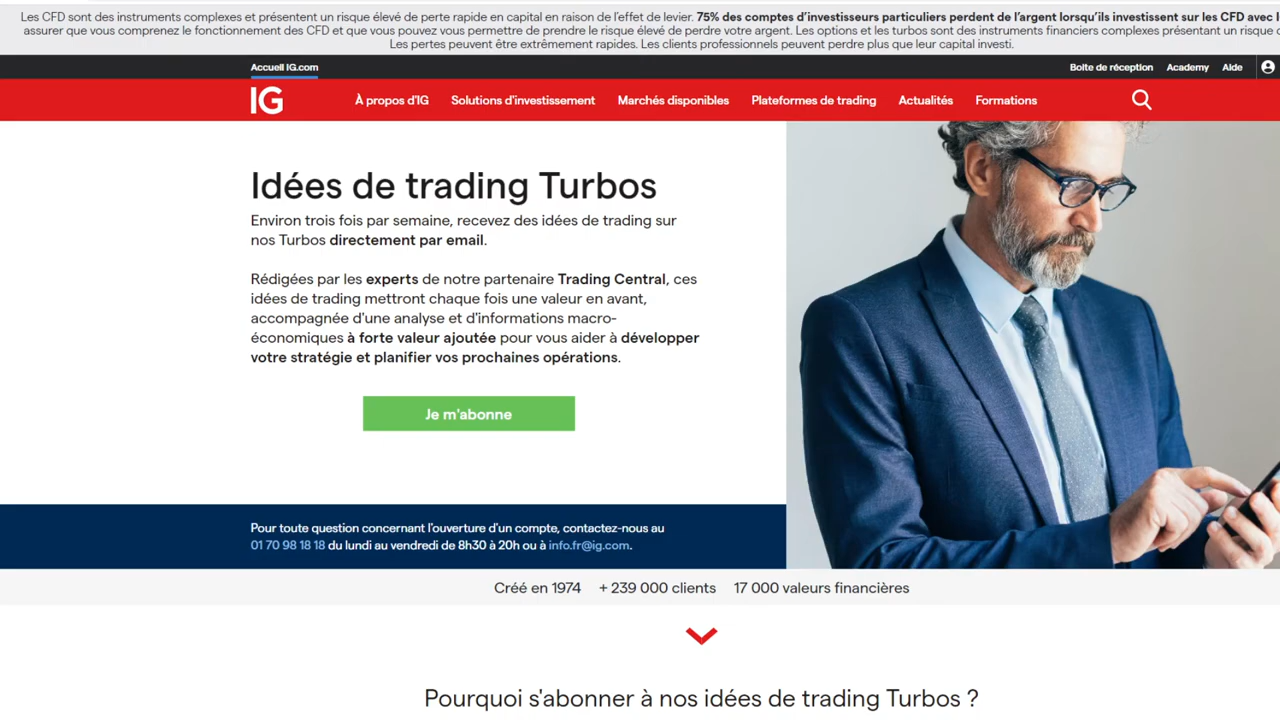 Les CFD sont des instruments complexes et présentent un risque élevé de perte rapide en capital en raison de l'effet de levier. 75% des comptes d'investisseurs particuliers perdent de l'argent lorsqu'ils investissent sur les CFD avec
assurer que vous comprenez le fonctionnement des CFD et que vous pouvez vous permettre de prendre le risque élevé de perdre votre argent. Les options et les turbos sont des instruments financiers complexes présentant un risque
Les pertes peuvent être extrêmement rapides. Les clients professionnels peuvent perdre plus que leur capital investi.
Accueil IG.com Boîte de réception Academy Aide
IG À propos d'IG Solutions d'investissement Marchés disponibles Plateformes de trading Actualités Formations
Idées de trading Turbos
Environ trois fois par semaine, recevez des idées de trading sur
nos Turbos directement par email.
Rédigées par les experts de notre partenaire Trading Central, ces
idées de trading mettront chaque fois une valeur en avant,
accompagnée d'une analyse et d'informations macro-
économiques à forte valeur ajoutée pour vous aider à développer
votre stratégie et planifier vos prochaines opérations.
Je m'abonne
Pour toute question concernant l'ouverture d'un compte, contactez-nous au
01 70 98 18 18 du lundi au vendredi de 8h30 à 20h ou à info.fr@ig.com.
Créé en 1974 + 239 000 clients 17 000 valeurs financières
Pourquoi s'abonner à nos idées de trading Turbos ?